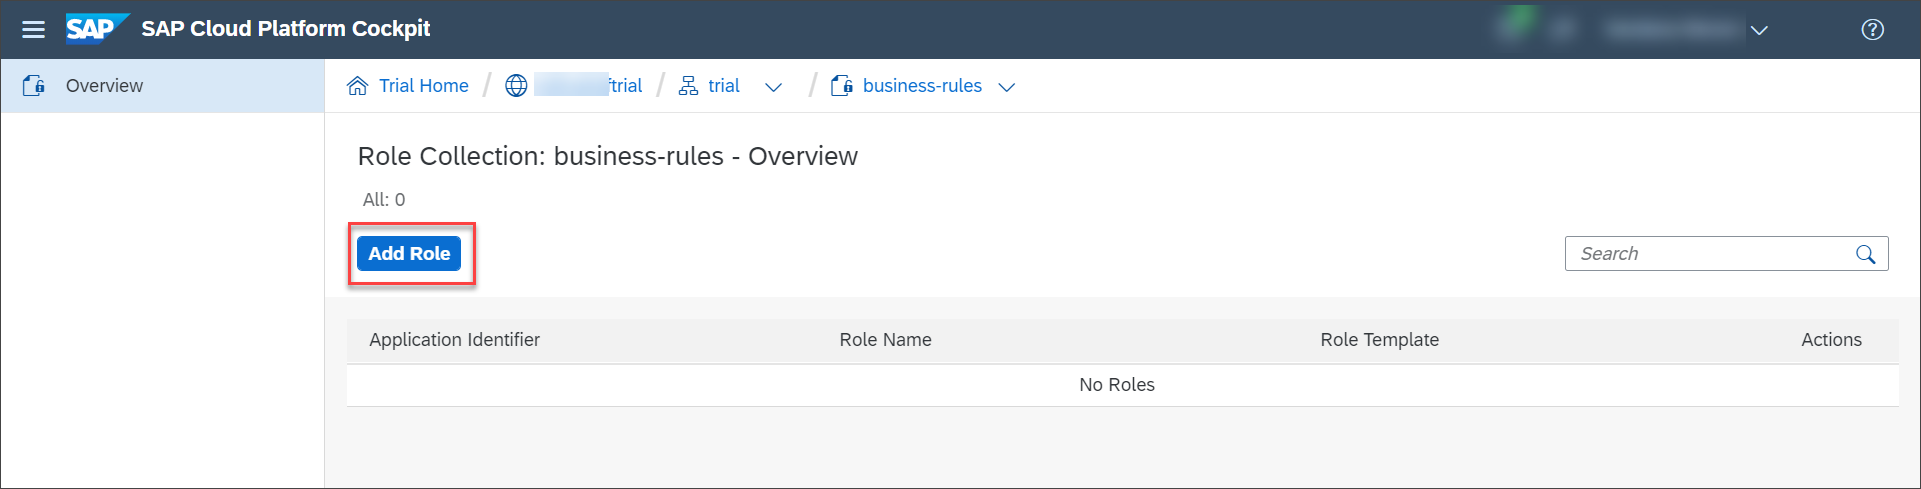 SAP SAP Cloud Platform Cockpit
Overview
Trial Home / trial / trial / business-rules
Role Collection: business-rules - Overview
All: 0
Add Role
Search
Application Identifier Role Name Role Template Actions
No Roles